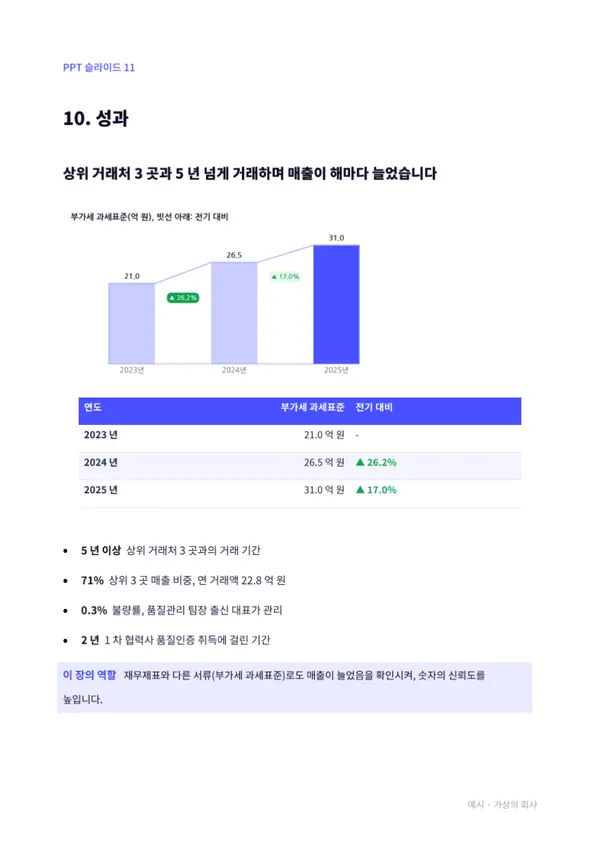 PPT 슬라이드 11
10. 성과
상위 거래처 3 곳과 5 년 넘게 거래하며 매출이 해마다 늘었습니다
부가세 과세표준(억 원), 빗선 아래: 전기 대비
31,0
26,5
21,0
▲ 17,0%
▲ 26,2%
2023년
2024년
2025년
연도 부가세 과세표준 전기 대비
2023 년 21.0 억 원 -
2024 년 26.5 억 원 ▲ 26.2%
2025 년 31.0 억 원 ▲ 17.0%
• 5 년 이상 상위 거래처 3 곳과의 거래 기간
• 71% 상위 3 곳 매출 비중, 연 거래액 22.8 억 원
• 0.3% 불량률, 품질관리 팀장 출신 대표가 관리
• 2 년 1 차 협력사 품질인증 취득에 걸린 기간
이 장의 역할 재무제표와 다른 서류(부가세 과세표준)로도 매출이 늘었음을 확인시켜, 숫자의 신뢰도를
높입니다.
예시 · 가상의 회사